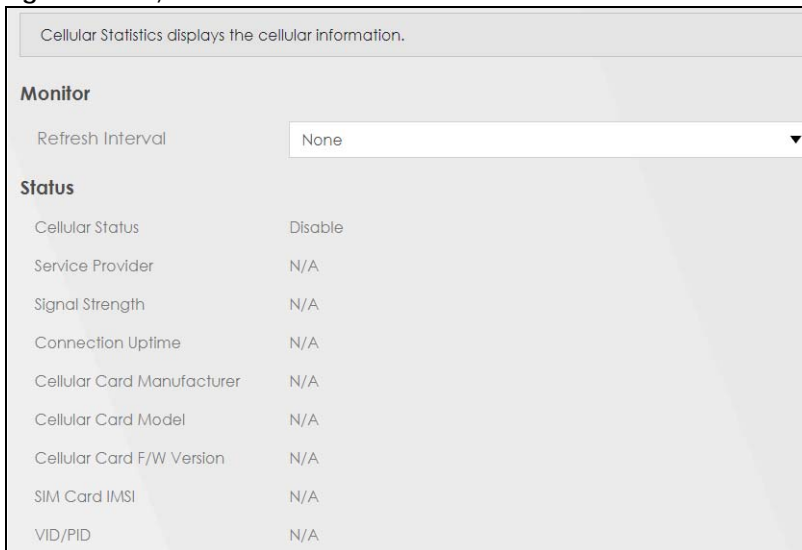 Cellular Statistics displays the cellular information.
Monitor
Refresh Interval None
Status
Cellular Status Disable
Service Provider N/A
Signal Strength N/A
Connection Uptime N/A
Cellular Card Manufacturer N/A
Cellular Card Model N/A
Cellular Card F/W Version N/A
SIM Card IMSI N/A
VID/PID N/A